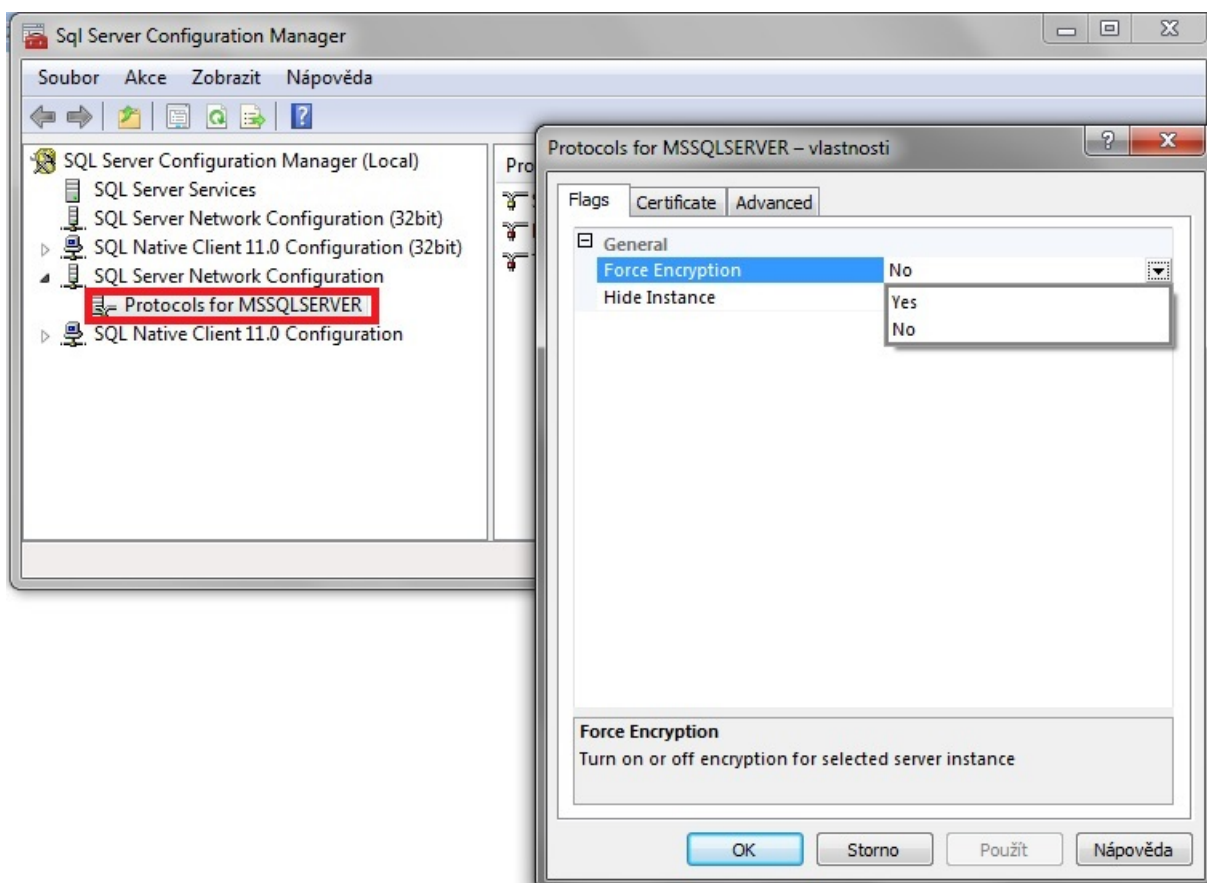 Sql Server Configuration Manager
Soubor Akce Zobrazit Nápověda
SQL Server Configuration Manager (Local)
SQL Server Services
SQL Server Network Configuration (32bit)
SQL Native Client 11.0 Configuration (32bit)
SQL Server Network Configuration
Protocols for MSSQLSERVER
SQL Native Client 11.0 Configuration
Pro
Protocols for MSSQLSERVER – vlastnosti
Flags Certificate Advanced
General
Force Encryption No
Hide Instance
Yes
No
Force Encryption
Turn on or off encryption for selected server instance
OK Storno Použít Nápověda